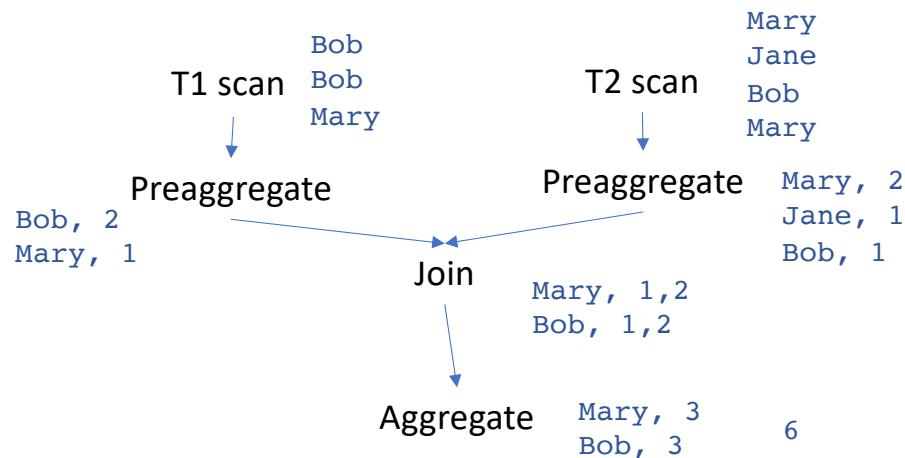 T1 scan
Bob
Bob
Mary
T2 scan
Mary
Jane
Bob
Mary
Preaggregate
Bob, 2
Mary, 1
Preaggregate
Mary, 2
Jane, 1
Bob, 1
Join
Mary, 1,2
Bob, 1,2
Aggregate
Mary, 3
Bob, 3
6